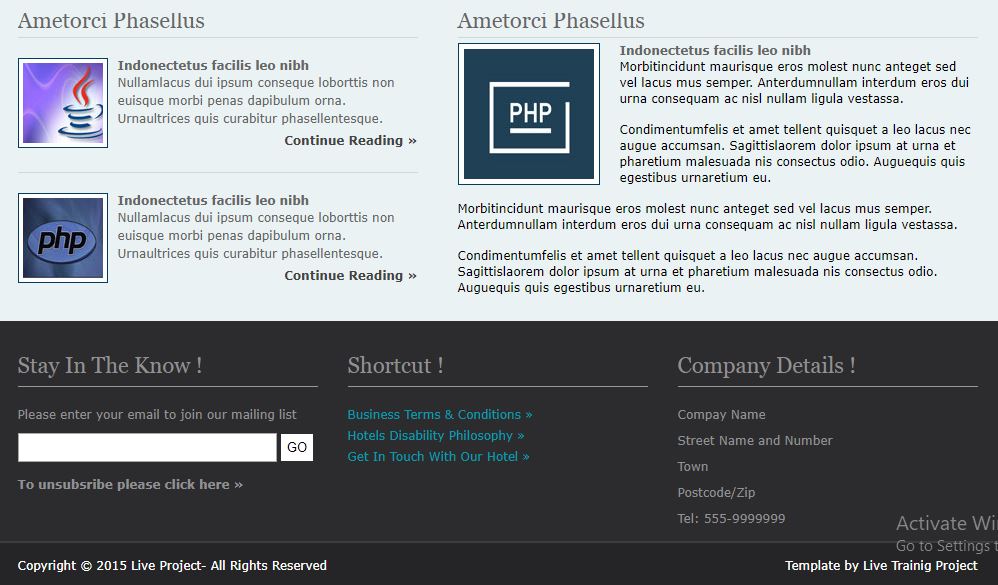 Ametorci Phasellus
Indonectetus facilis leo nibh
Nullamlacus dui ipsum conseque loborttis non
euisque morbi penas dapibulum orna.
Urnaultrices quis curabitur phasellentesque.
Continue Reading »
php
Indonectetus facilis leo nibh
Nullamlacus dui ipsum conseque loborttis non
euisque morbi penas dapibulum orna.
Urnaultrices quis curabitur phasellentesque.
Continue Reading »
Ametorci Phasellus
PHP
Indonectetus facilis leo nibh
Morbitincidunt maurisque eros molest nunc anteget sed
vel lacus mus semper. Anterdumnullam interdum eros dui
urna consequam ac nisl nullam ligula vestassa.
Condimentumfelis et amet tellent quisquet a leo lacus nec
augue accumsan. Sagittislaorem dolor ipsum at urna et
pharetium malesuada nis consectus odio. Auguequis quis
egestibus urnaretium eu.
Morbitincidunt maurisque eros molest nunc anteget sed vel lacus mus semper.
Anterdumnullam interdum eros dui urna consequam ac nisl nullam ligula vestassa.
Condimentumfelis et amet tellent quisquet a leo lacus nec augue accumsan.
Sagittislaorem dolor ipsum at urna et pharetium malesuada nis consectus odio.
Auguequis quis egestibus urnaretium eu.
Stay In The Know !
Please enter your email to join our mailing list
GO
To unsubsribe please click here »
Shortcut !
Business Terms & Conditions »
Hotels Disability Philosophy »
Get In Touch With Our Hotel »
Company Details !
Compay Name
Street Name and Number
Town
Postcode/Zip
Tel: 555-9999999
Activate Wi
Go to Settings t
Copyright © 2015 Live Project- All Rights Reserved
Template by Live Trainig Project